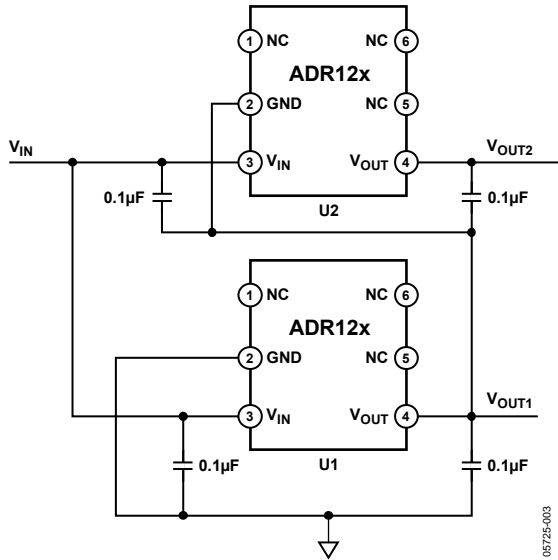 1 NC
NC 6
ADR12x
2 GND
NC 5
VIN
3 VIN
VOUT 4
VOUT2
0.1µF
0.1µF
U2
1 NC
NC 6
ADR12x
2 GND
NC 5
3 VIN
VOUT 4
VOUT1
0.1µF
U1
0.1µF
05725-003